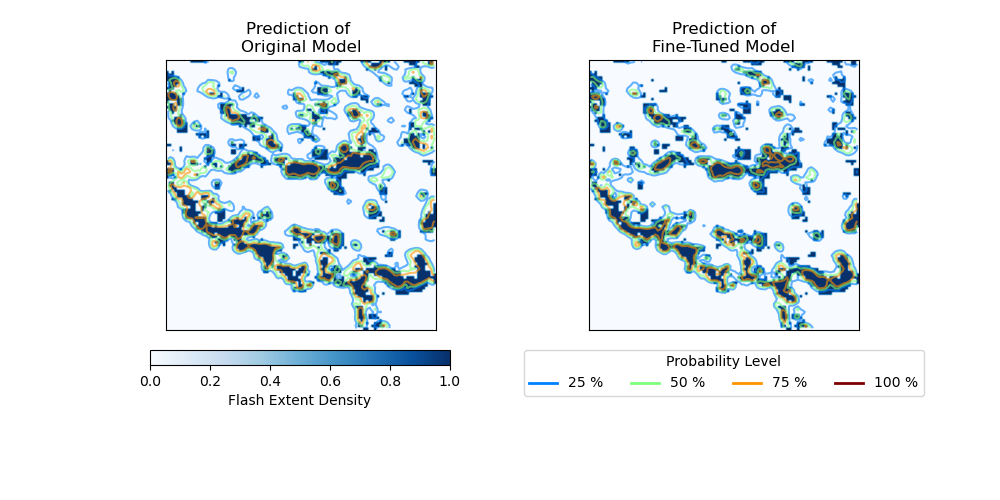 Prediction of
Original Model
Prediction of
Fine-Tuned Model
0.0 0.2 0.4 0.6 0.8 1.0
Flash Extent Density
Probability Level
25 % 50 % 75 % 100 %